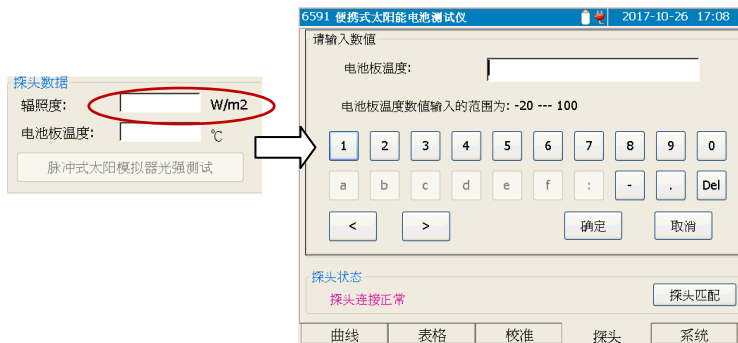 探头数据
辐照度: W/m2
电池板温度: ℃
脉冲式太阳模拟器光强测试
6591 便携式太阳能电池测试仪 2017-10-26 17:08
请输入数值
电池板温度:
电池板温度数值输入的范围为: -20 --- 100
1 2 3 4 5 6 7 8 9 0
a b c d e f : - . Del
< > 确定 取消
探头状态
探头连接正常 探头匹配
曲线 表格 校准 探头 系统